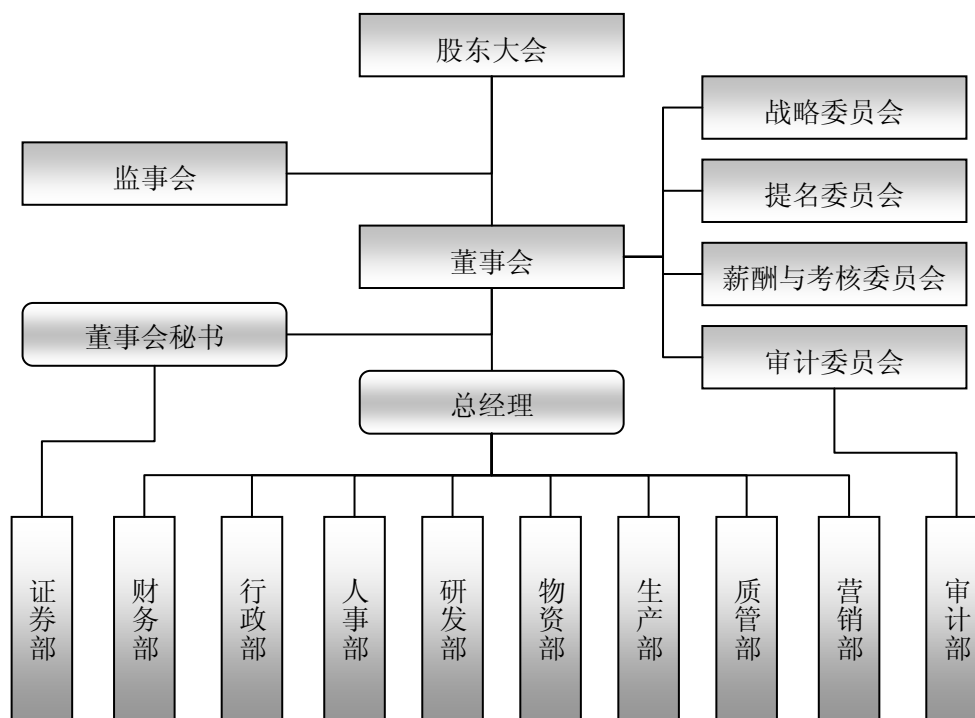 股东大会
战略委员会
监事会
提名委员会
董事会
薪酬与考核委员会
董事会秘书
审计委员会
总经理
证券部
财务部
行政部
人事部
研发部
物资部
生产部
质管部
营销部
审计部